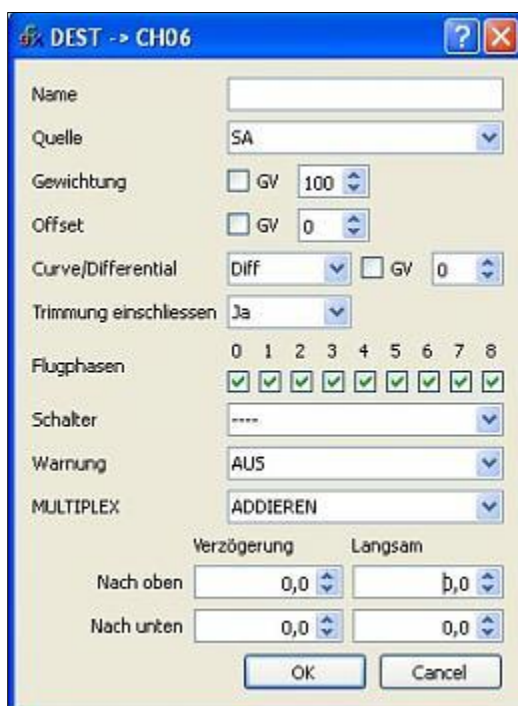 DEST -> CH06
Name
Quelle SA
Gewichtung GV 100
Offset GV 0
Curve/Differential Diff GV 0
Trimmung einschliessen Ja
0 1 2 3 4 5 6 7 8
Flugphasen
Schalter ----
Warnung AUS
MULTIPLEX ADDIEREN
Verzögerung Langsam
Nach oben 0,0 0,0
Nach unten 0,0 0,0
OK Cancel